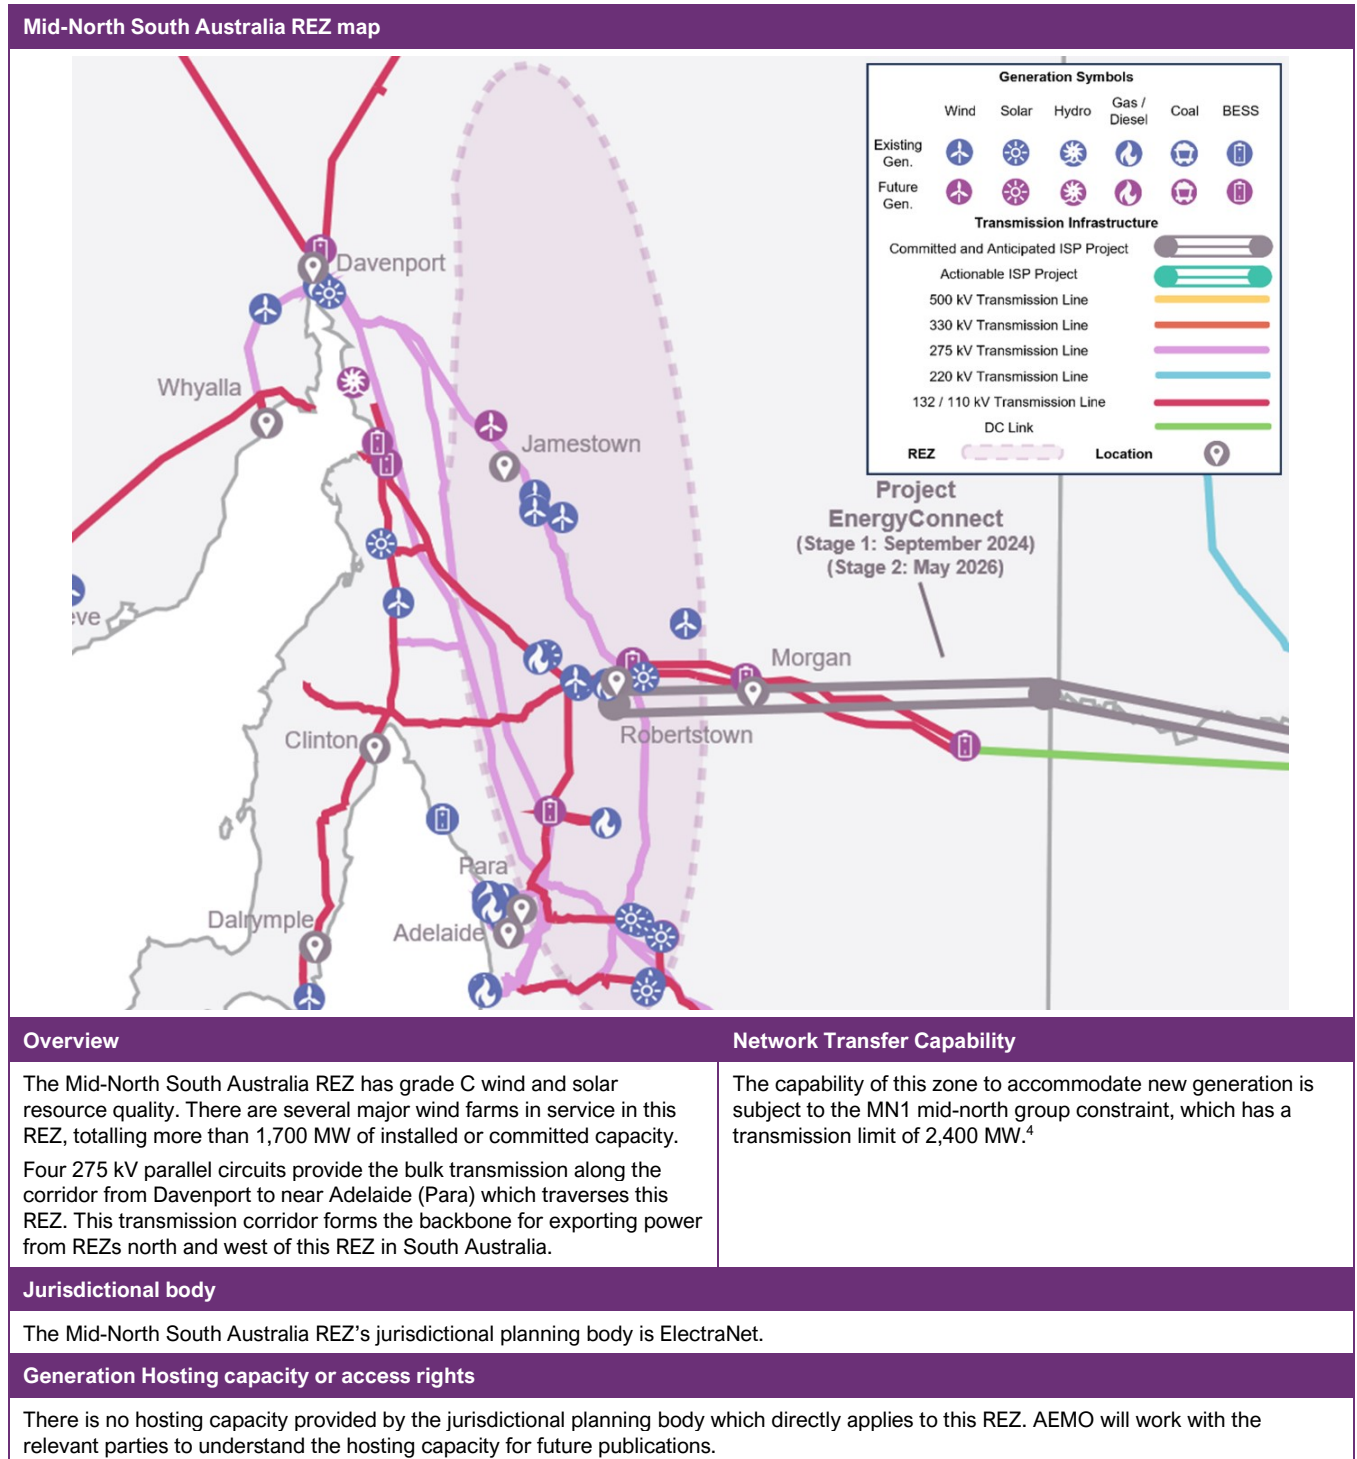 Mid-North South Australia REZ map
Generation Symbols
Wind Solar Hydro Gas / Diesel Coal BESS
Existing Gen.
Future Gen.
Transmission Infrastructure
Committed and Anticipated ISP Project
Actionable ISP Project
500 kV Transmission Line
330 kV Transmission Line
275 kV Transmission Line
220 kV Transmission Line
132 / 110 kV Transmission Line
DC Link
REZ Location
Davenport
Whyalla
Jamestown
Project
EnergyConnect
(Stage 1: September 2024)
(Stage 2: May 2026)
eve
Morgan
Robertstown
Clinton
Para
Dalrymple
Adelaide
Overview
The Mid-North South Australia REZ has grade C wind and solar
resource quality. There are several major wind farms in service in this
REZ, totalling more than 1,700 MW of installed or committed capacity.
Four 275 kV parallel circuits provide the bulk transmission along the
corridor from Davenport to near Adelaide (Para) which traverses this
REZ. This transmission corridor forms the backbone for exporting power
from REZs north and west of this REZ in South Australia.
Network Transfer Capability
The capability of this zone to accommodate new generation is
subject to the MN1 mid-north group constraint, which has a
transmission limit of 2,400 MW.4
Jurisdictional body
The Mid-North South Australia REZ's jurisdictional planning body is ElectraNet.
Generation Hosting capacity or access rights
There is no hosting capacity provided by the jurisdictional planning body which directly applies to this REZ. AEMO will work with the
relevant parties to understand the hosting capacity for future publications.